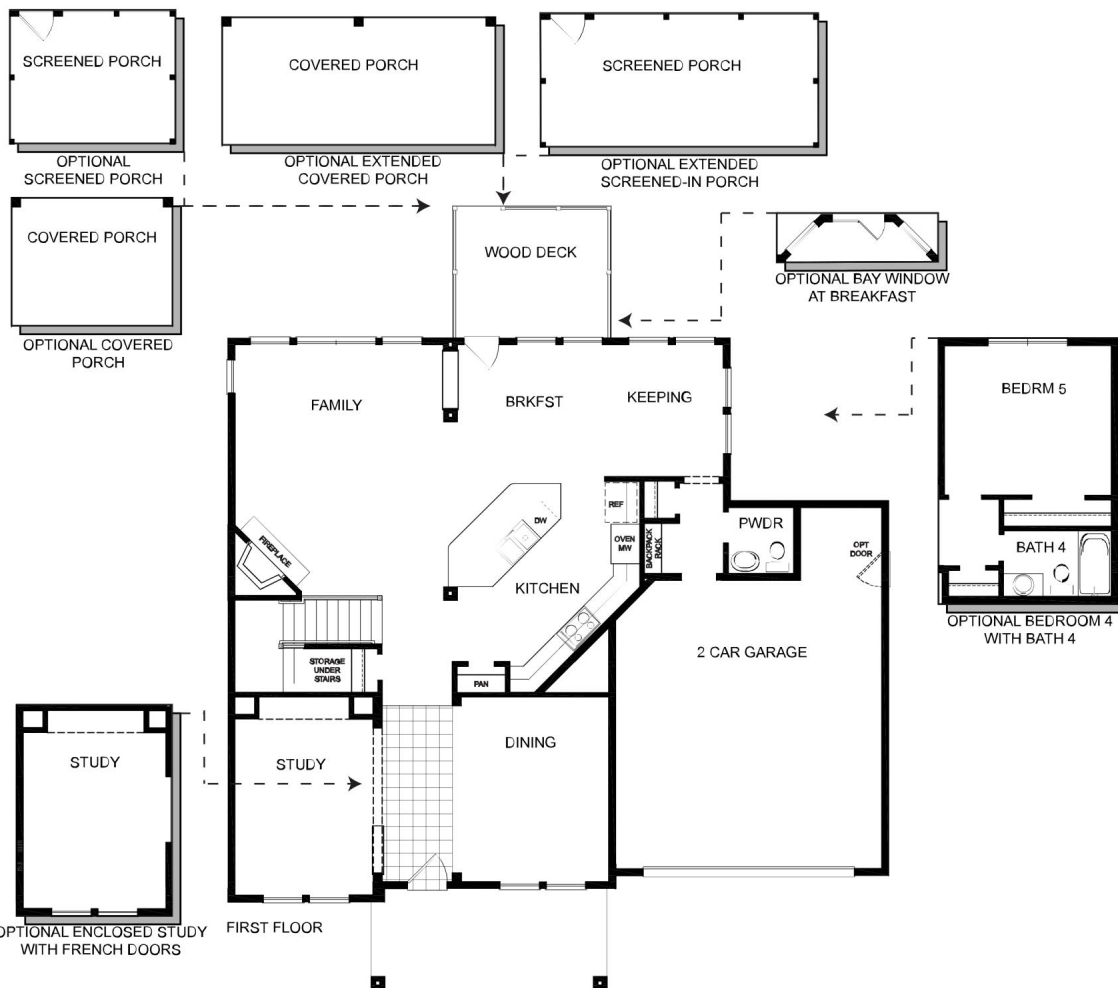 SCREENED PORCH
COVERED PORCH
SCREENED PORCH
OPTIONAL
SCREENED PORCH
OPTIONAL EXTENDED
COVERED PORCH
OPTIONAL EXTENDED
SCREENED-IN PORCH
COVERED PORCH
OPTIONAL COVERED
PORCH
WOOD DECK
OPTIONAL BAY WINDOW
AT BREAKFAST
FAMILY
BRKFST
KEEPING
BEDRM 5
REF
DW
OVEN
MW
BACKPACK
RACK
PWDR
OPT
DOOR
BATH 4
FIREPLACE
KITCHEN
OPTIONAL BEDROOM 4
WITH BATH 4
2 CAR GARAGE
STORAGE
UNDER
STAIRS
PAN
STUDY
STUDY
DINING
OPTIONAL ENCLOSED STUDY
WITH FRENCH DOORS
FIRST FLOOR